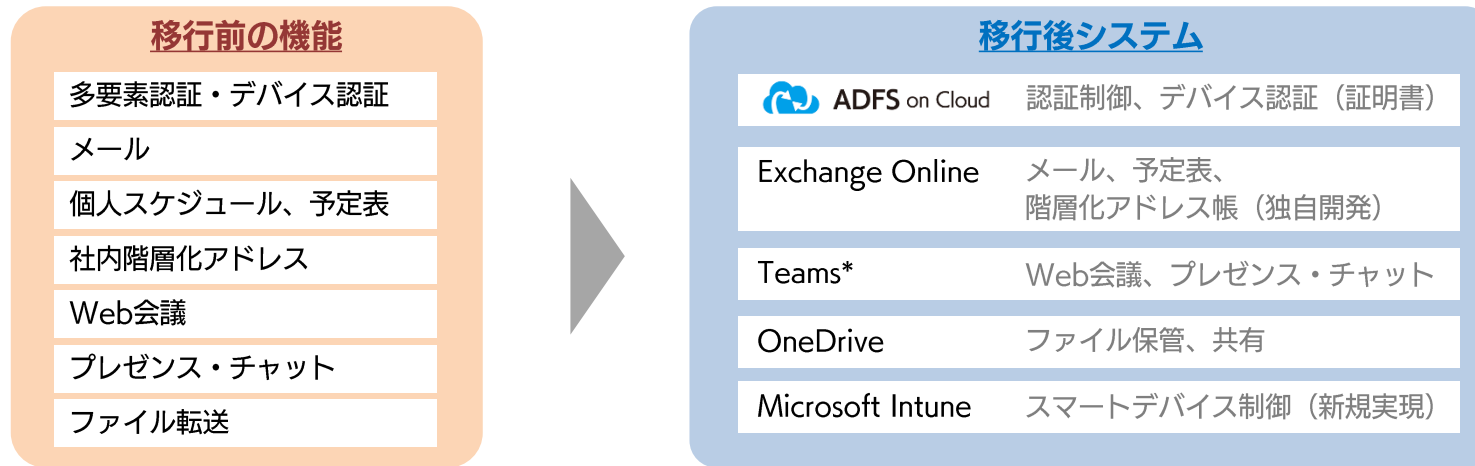 移行前の機能
多要素認証・デバイス認証
メール
個人スケジュール、予定表
社内階層化アドレス
Web会議
プレゼンス・チャット
ファイル転送
移行後システム
ADFS on Cloud 認証制御、デバイス認証（証明書）
Exchange Online メール、予定表、
階層化アドレス帳（独自開発）
Teams* Web会議、プレゼンス・チャット
OneDrive ファイル保管、共有
Microsoft Intune スマートデバイス制御（新規実現）